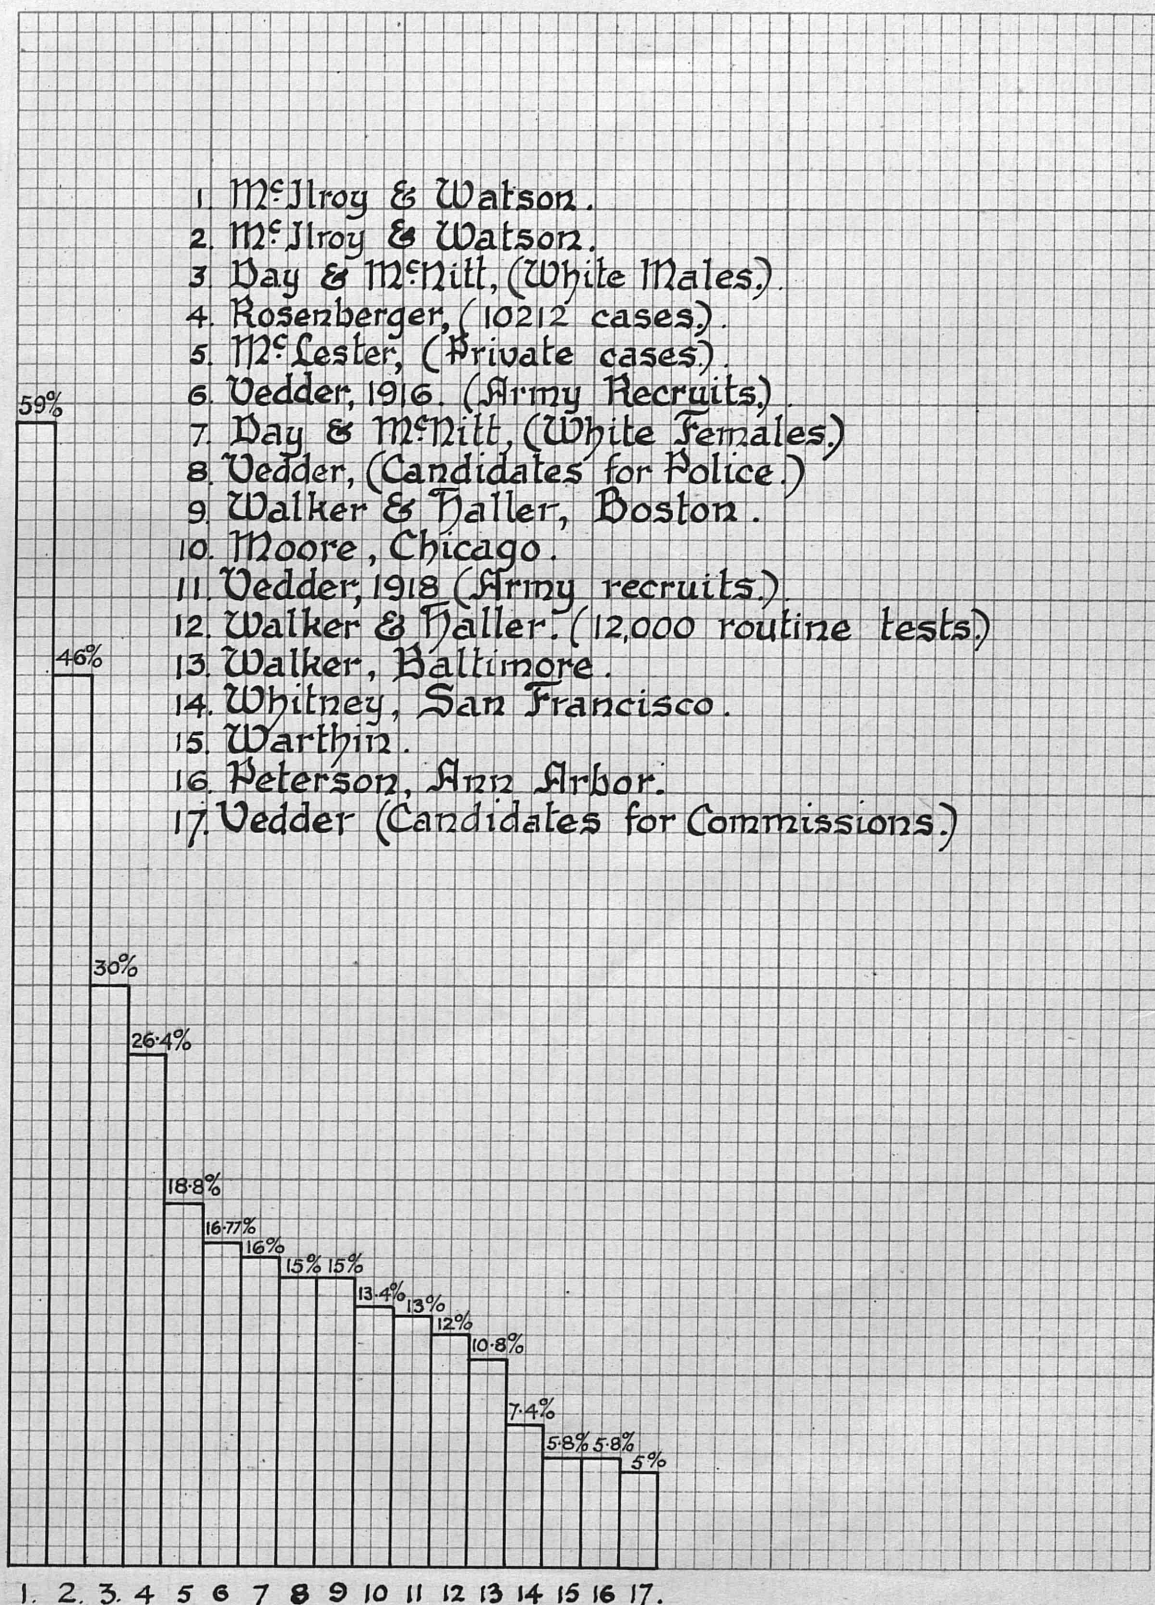 1. McIlroy & Watson.
2. McIlroy & Watson.
3. Day & McNitt, (White Males.).
4. Rosenberger, (10212 cases.).
5. McLester, (Private cases.).
6. Vedder, 1916. (Army Recruits.)
7. Day & McNitt, (White Females.)
8. Vedder, (Candidates for Police.)
9. Walker & Haller, Boston.
10. Moore, Chicago.
11. Vedder, 1918 (Army recruits.).
12. Walker & Haller. (12,000 routine tests.)
13. Walker, Baltimore.
14. Whitney, San Francisco.
15. Warthin.
16. Peterson, Ann Arbor.
17. Vedder (Candidates for Commissions.)
59%
46%
30%
26·4%
18·8%
16·77%
16%
15% 15%
13·4%
13%
12%
10·8%
7·4%
5·8% 5·8%
5%
1. 2. 3. 4 5 6 7 8 9 10 11 12 13 14 15 16 17.